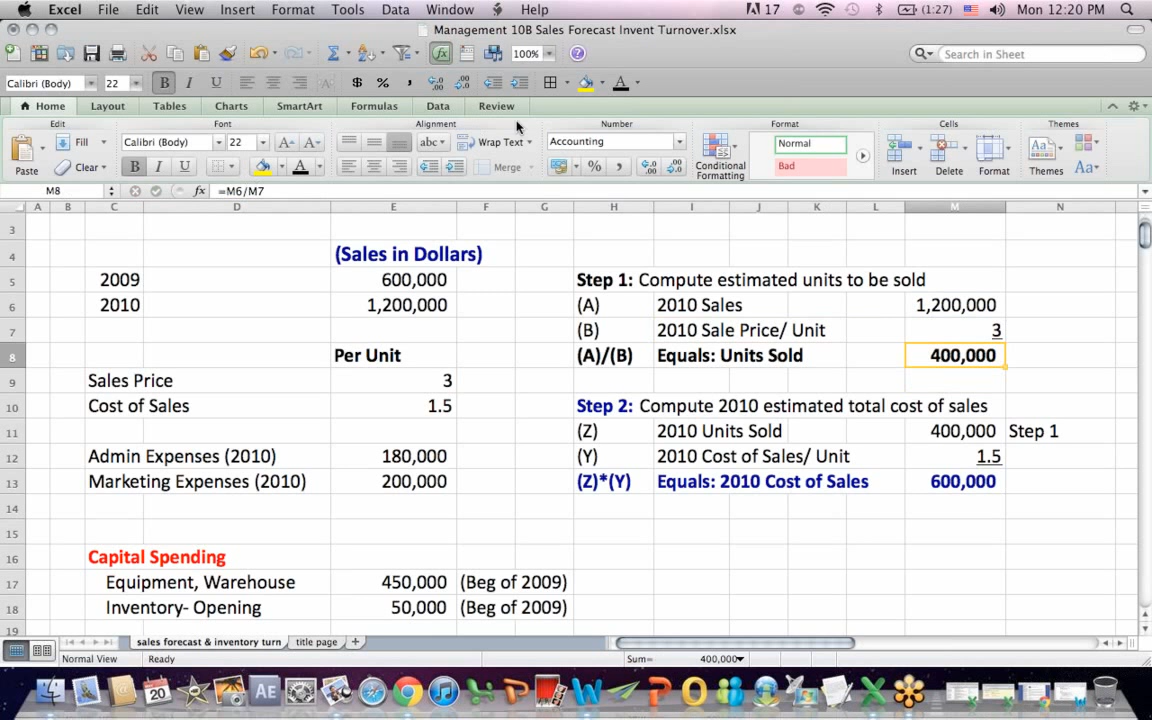 Excel File Edit View Insert Format Tools Data Window Help 17 (1:27) Mon 12:20 PM
Management 10B Sales Forecast Invent Turnover.xlsx
100% Search in Sheet
Calibri (Body) 22 B I U $ %
Home Layout Tables Charts SmartArt Formulas Data Review
Edit Font Alignment Number Format Cells Themes
Fill Calibri (Body) 22 A A abc Wrap Text Accounting Normal
Paste Clear B I U A Merge % Conditional Formatting Bad Insert Delete Format Themes Aa
M8 fx =M6/M7
A B C D E F G H I J K L M N
3
4 (Sales in Dollars)
5 2009 600,000 Step 1: Compute estimated units to be sold
6 2010 1,200,000 (A) 2010 Sales 1,200,000
7 (B) 2010 Sale Price/ Unit 3
8 Per Unit (A)/(B) Equals: Units Sold 400,000
9 Sales Price 3
10 Cost of Sales 1.5 Step 2: Compute 2010 estimated total cost of sales
11 (Z) 2010 Units Sold 400,000 Step 1
12 Admin Expenses (2010) 180,000 (Y) 2010 Cost of Sales/ Unit 1.5
13 Marketing Expenses (2010) 200,000 (Z)*(Y) Equals: 2010 Cost of Sales 600,000
14
15
16 Capital Spending
17 Equipment, Warehouse 450,000 (Beg of 2009)
18 Inventory- Opening 50,000 (Beg of 2009)
19
sales forecast & inventory turn title page +
Normal View Ready Sum= 400,000
20 AE